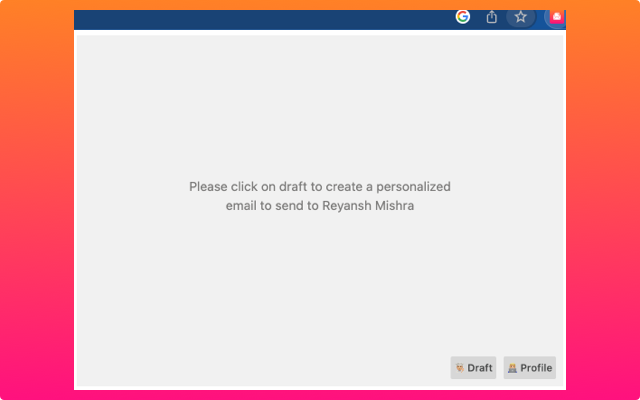 Please click on draft to create a personalized
email to send to Reyansh Mishra
Draft
Profile